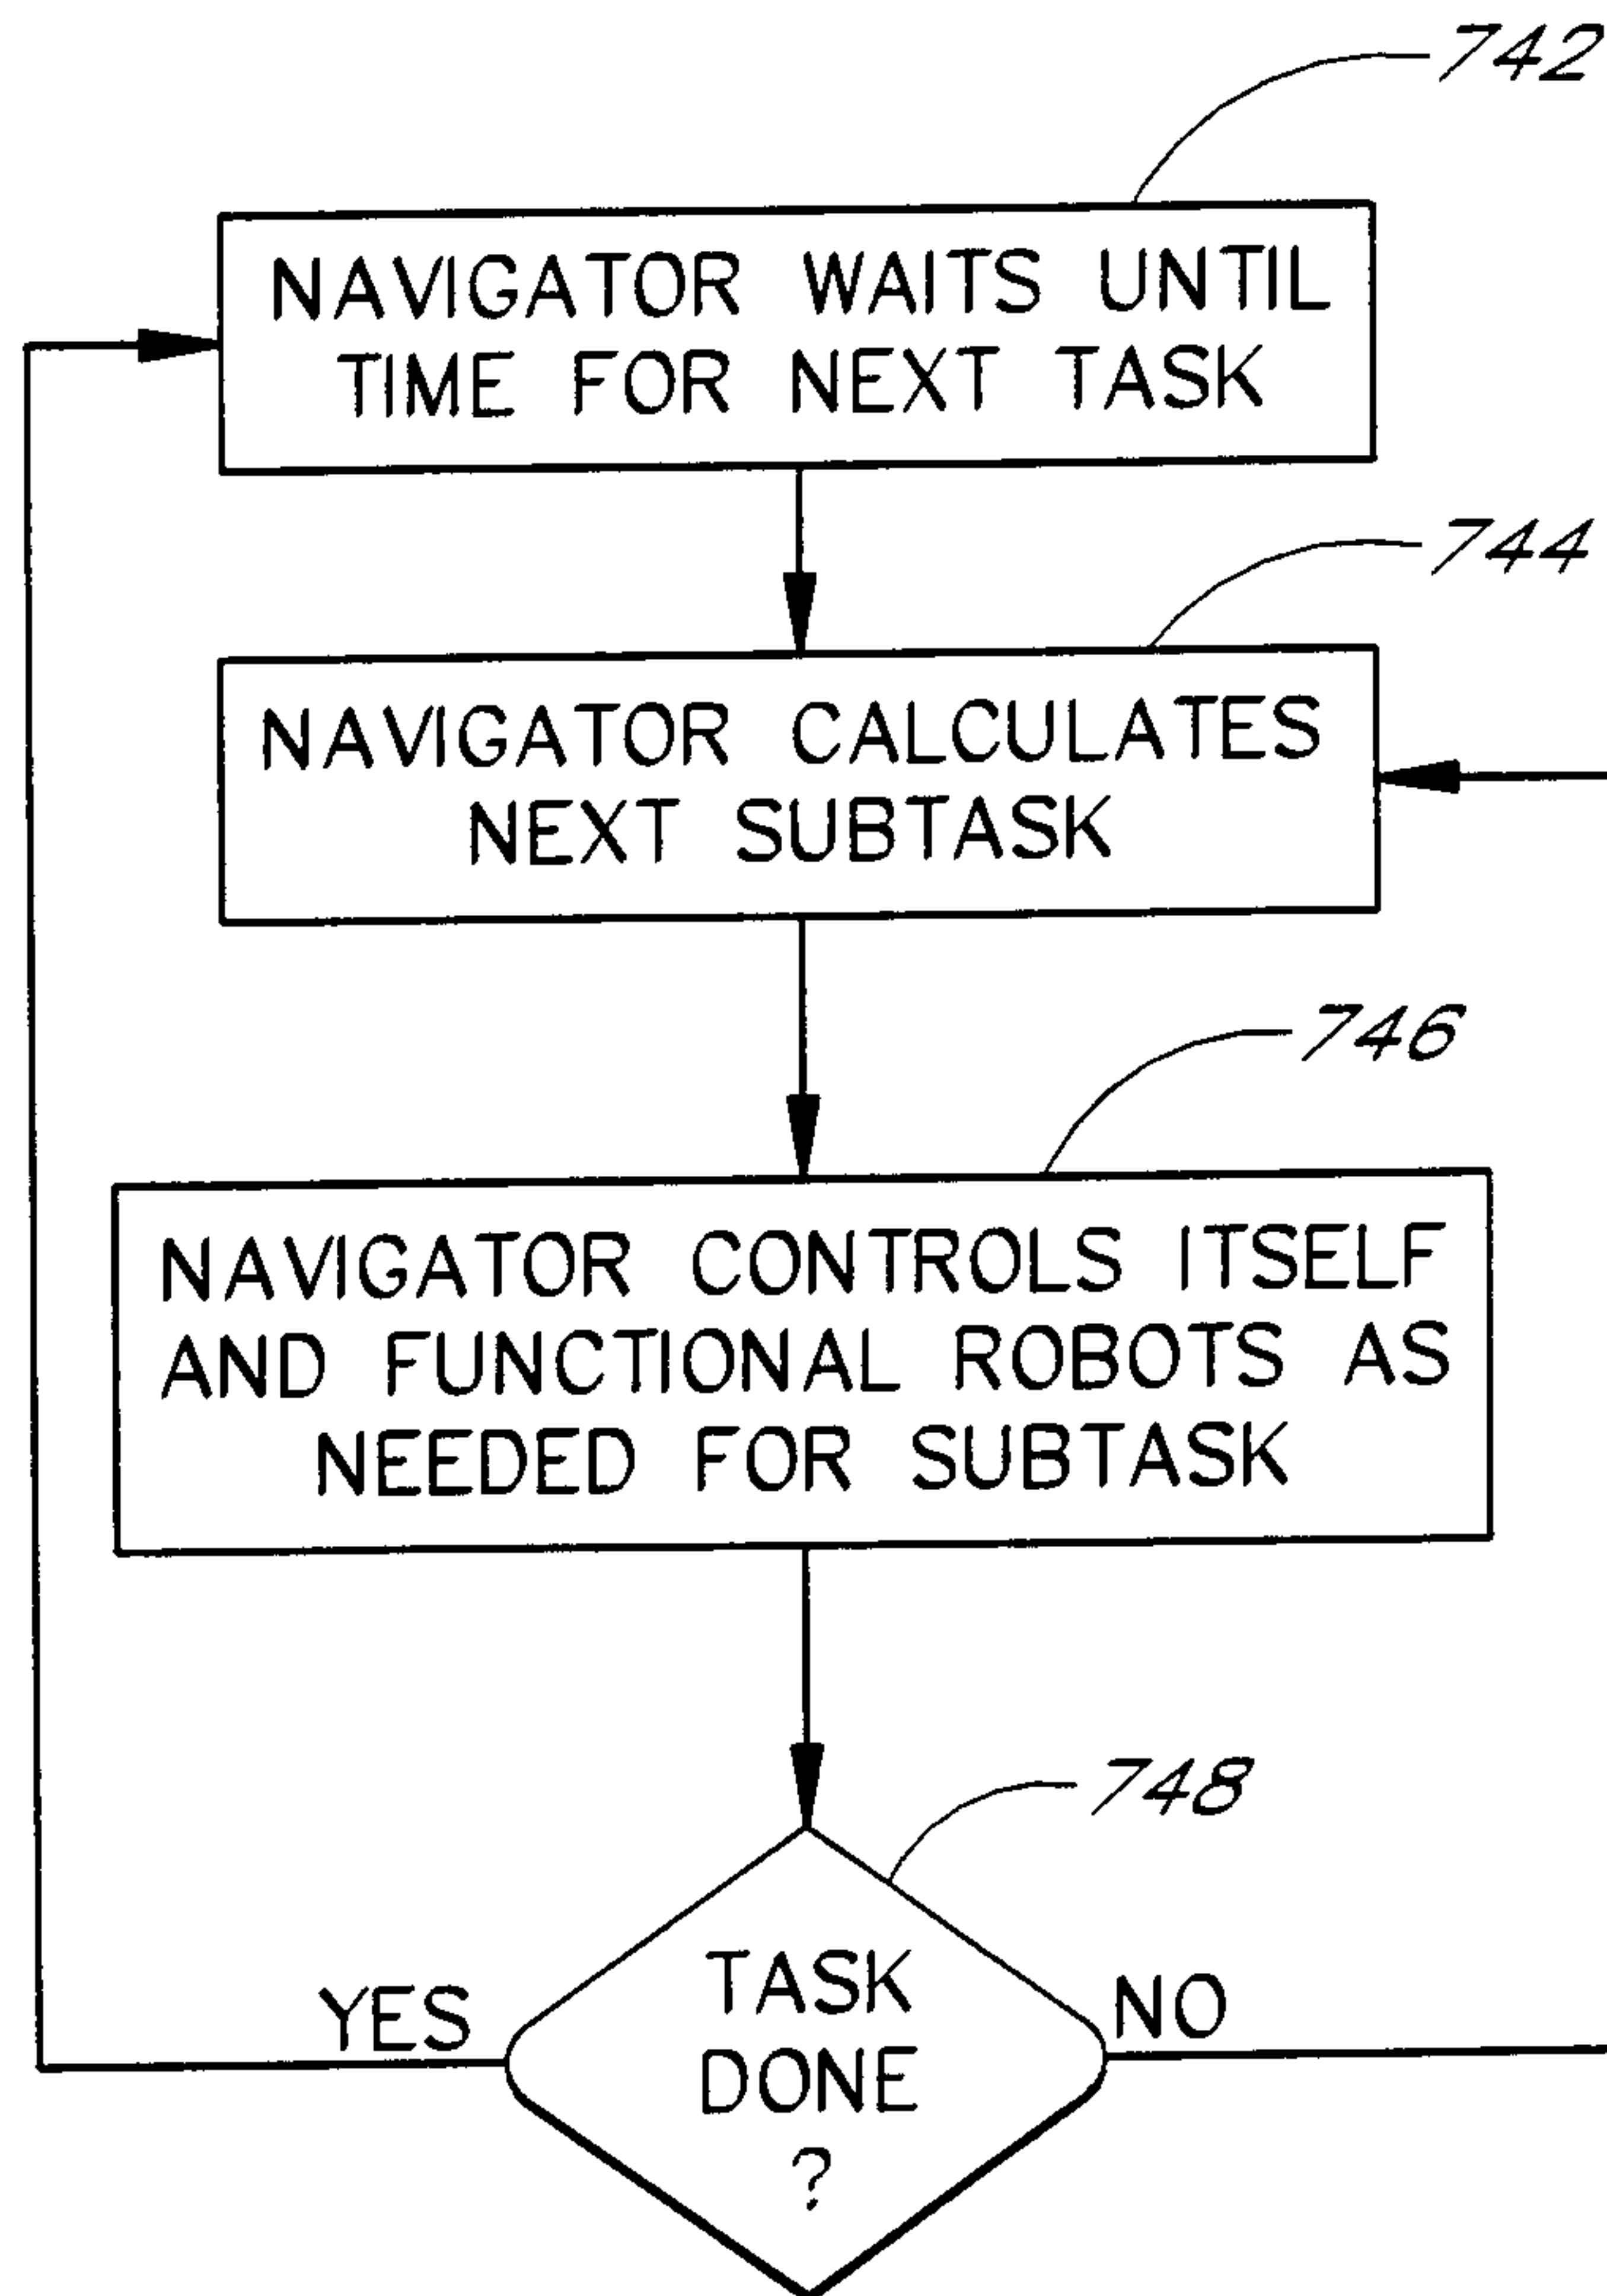 742
NAVIGATOR WAITS UNTIL
TIME FOR NEXT TASK
744
NAVIGATOR CALCULATES
NEXT SUBTASK
746
NAVIGATOR CONTROLS ITSELF
AND FUNCTIONAL ROBOTS AS
NEEDED FOR SUBTASK
748
TASK
DONE
?
YES
NO